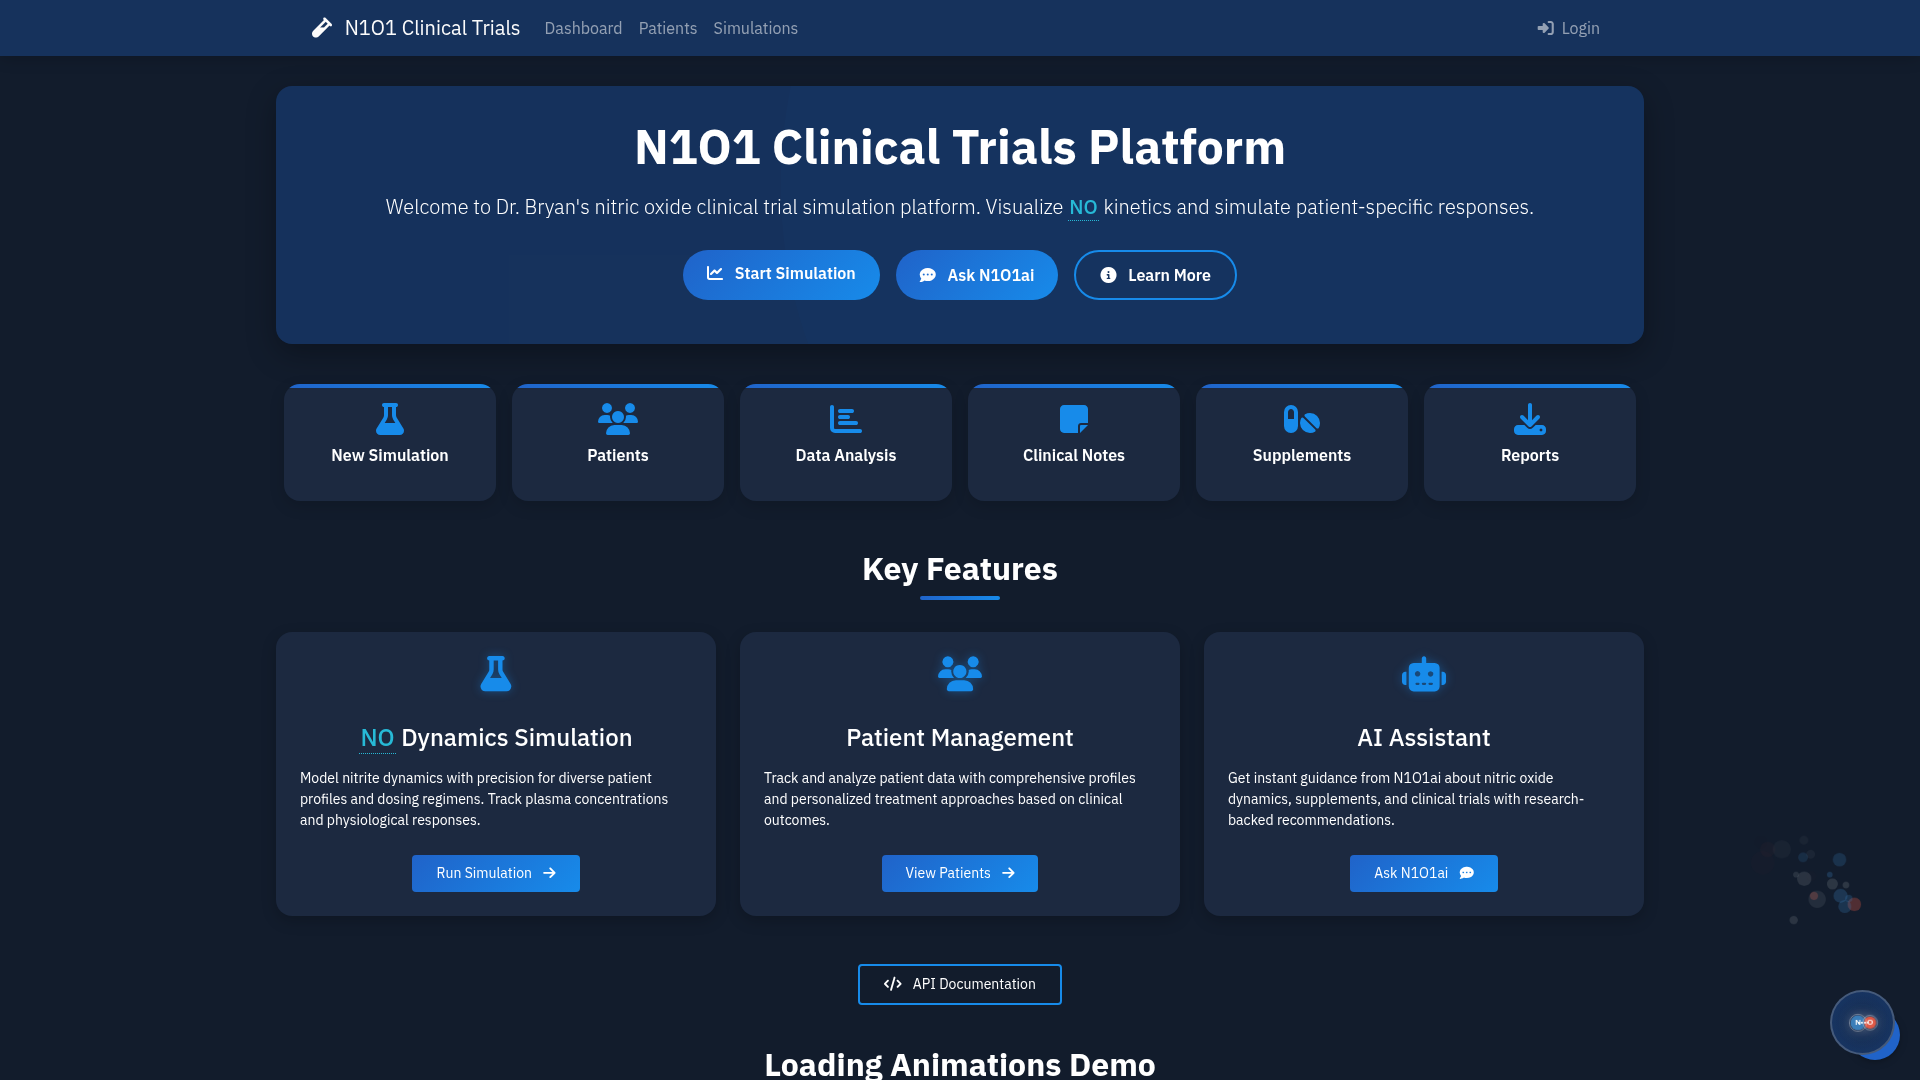 N1O1 Clinical Trials
Dashboard
Patients
Simulations
Login
N1O1 Clinical Trials Platform
Welcome to Dr. Bryan's nitric oxide clinical trial simulation platform. Visualize NO kinetics and simulate patient-specific responses.
Start Simulation
Ask N1O1ai
Learn More
New Simulation
Patients
Data Analysis
Clinical Notes
Supplements
Reports
Key Features
NO Dynamics Simulation
Model nitrite dynamics with precision for diverse patient
profiles and dosing regimens. Track plasma concentrations
and physiological responses.
Run Simulation
Patient Management
Track and analyze patient data with comprehensive profiles
and personalized treatment approaches based on clinical
outcomes.
View Patients
AI Assistant
Get instant guidance from N1O1ai about nitric oxide
dynamics, supplements, and clinical trials with research-
backed recommendations.
Ask N1O1ai
API Documentation
N=O
Loading Animations Demo